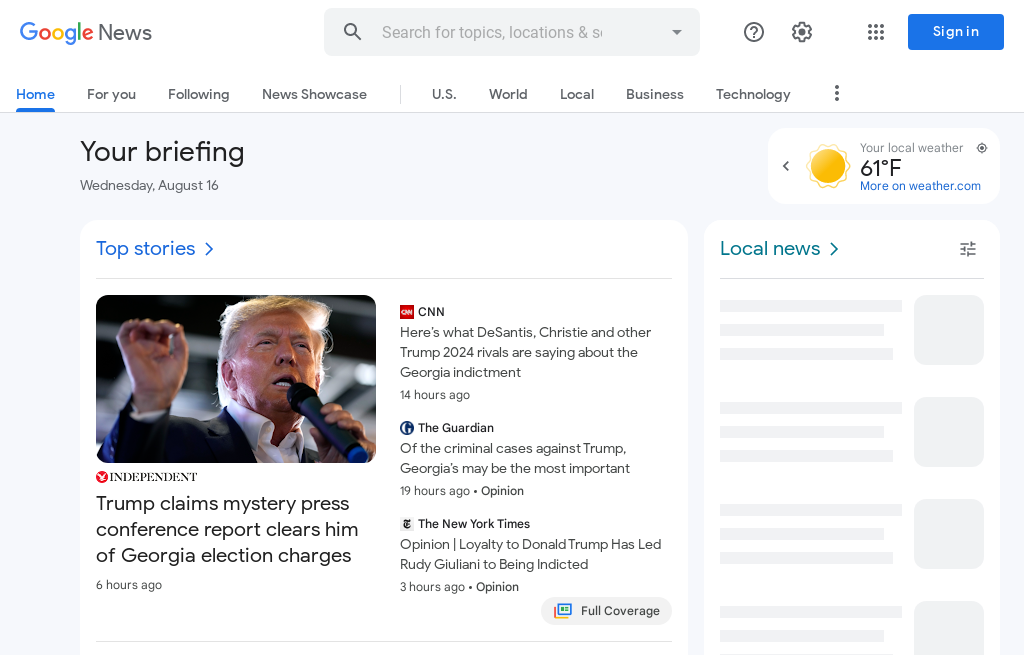 Google News
Search for topics, locations & s
Sign in
Home
For you
Following
News Showcase
U.S.
World
Local
Business
Technology
Your briefing
Wednesday, August 16
Your local weather
61°F
More on weather.com
Top stories
INDEPENDENT
Trump claims mystery press
conference report clears him
of Georgia election charges
6 hours ago
CNN
CNN
Here's what DeSantis, Christie and other
Trump 2024 rivals are saying about the
Georgia indictment
14 hours ago
The Guardian
Of the criminal cases against Trump,
Georgia's may be the most important
19 hours ago • Opinion
The New York Times
Opinion | Loyalty to Donald Trump Has Led
Rudy Giuliani to Being Indicted
3 hours ago • Opinion
Full Coverage
Local news